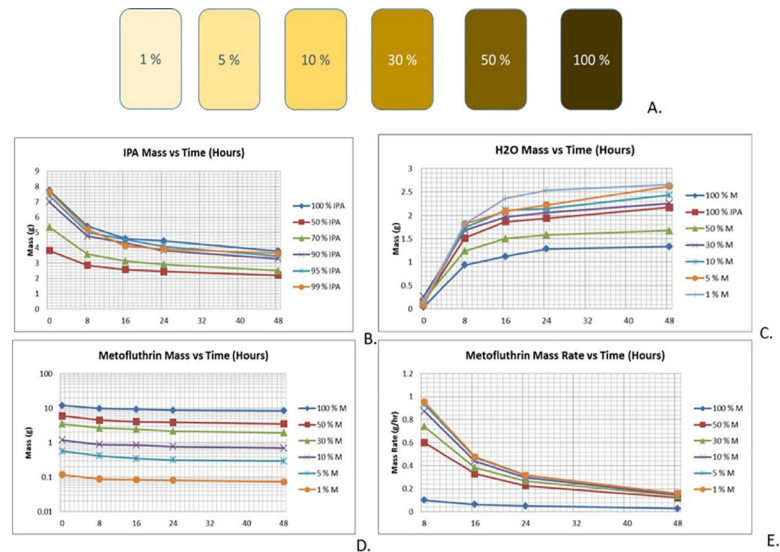 1 % 5 % 10 % 30 % 50 % 100 %
A.
IPA Mass vs Time (Hours)
Mass (g)
9
8
7
6
5
4
3
2
1
0
0 8 16 24 32 40 48
100 % IPA
50 % IPA
70 % IPA
90 % IPA
95 % IPA
99 % IPA
B.
H2O Mass vs Time (Hours)
Mass (g)
3
2.5
2
1.5
1
0.5
0
0 8 16 24 32 40 48
100 % M
100 % IPA
50 % M
30 % M
10 % M
5 % M
1 % M
C.
Metofluthrin Mass vs Time (Hours)
Mass (g)
100
10
1
0.1
0.01
0 8 16 24 32 40 48
100 % M
50 % M
30 % M
10 % M
5 % M
1 % M
D.
Metofluthrin Mass Rate vs Time (Hours)
Mass Rate (g/hr)
1.2
1
0.8
0.6
0.4
0.2
0
8 16 24 32 40 48
100 % M
50 % M
30 % M
10 % M
5 % M
1 % M
E.